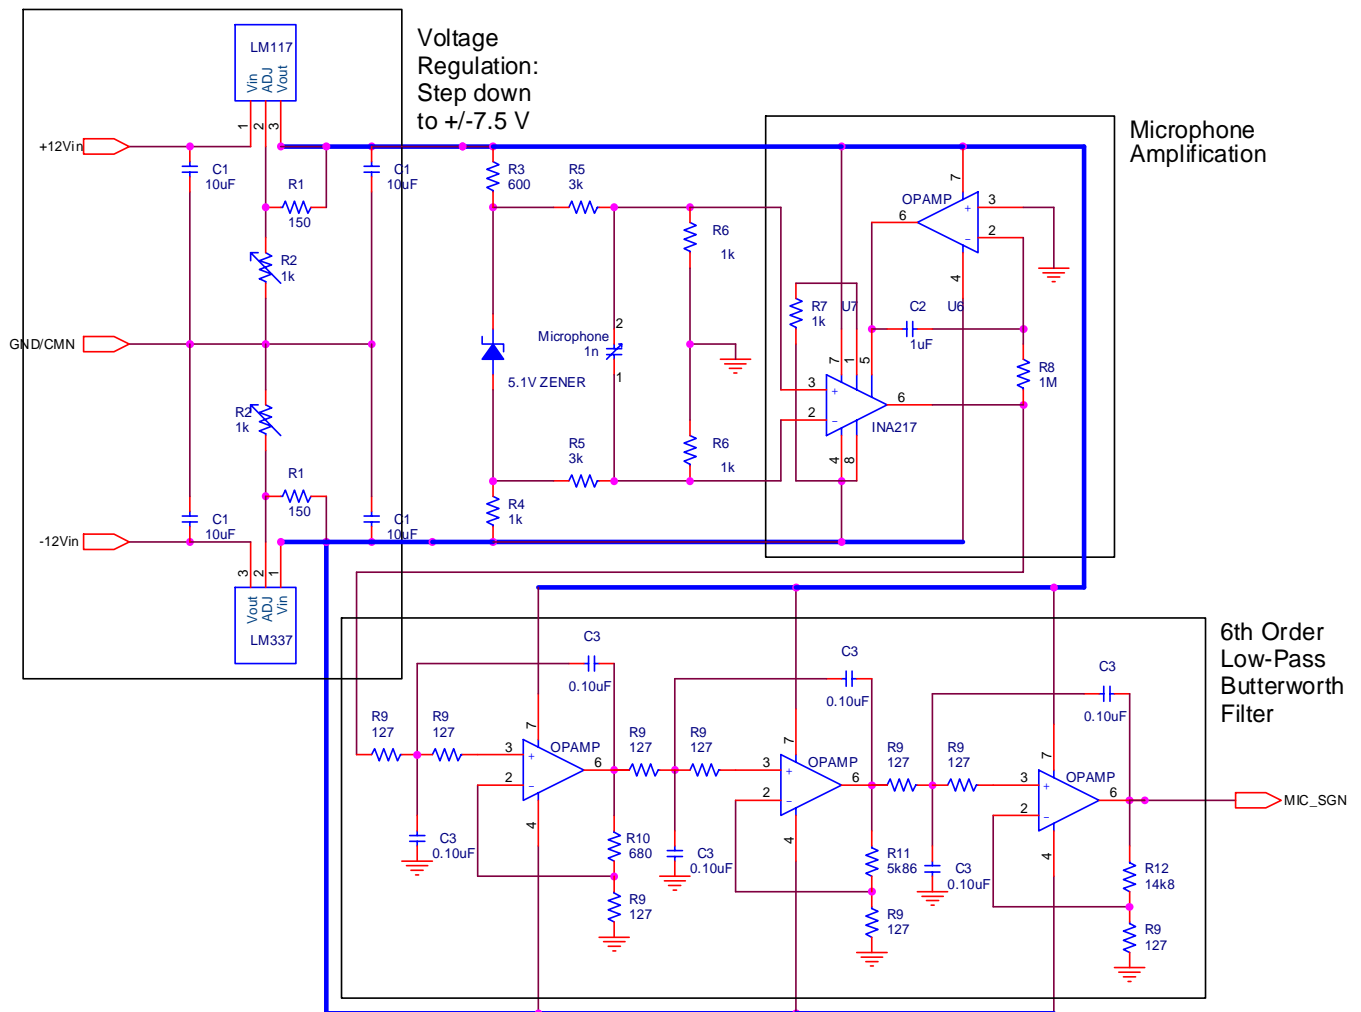 Voltage
Regulation:
Step down
to +/-7.5 V
LM117
Vin
ADJ
Vout
1
2
3
+12Vin
C1
10uF
R1
150
C1
10uF
R2
1k
GND/CMN
R2
1k
R1
150
C1
10uF
C1
10uF
-12Vin
3
2
1
Vout
ADJ
Vin
LM337
R3
600
R5
3k
R6
1k
Microphone
1n
2
1
5.1V ZENER
R5
3k
R6
1k
R4
1k
Microphone
Amplification
OPAMP
7
6
3
2
4
R7
1k
U7
C2
1uF
U6
R8
1M
7
1
5
3
2
6
INA217
4
8
6th Order
Low-Pass
Butterworth
Filter
C3
0.10uF
R9
127
R9
127
OPAMP
7
3
2
6
4
C3
0.10uF
R10
680
R9
127
C3
0.10uF
R9
127
R9
127
OPAMP
7
3
2
6
4
C3
0.10uF
R11
5k86
R9
127
C3
0.10uF
R9
127
R9
127
OPAMP
7
3
2
6
4
C3
0.10uF
R12
14k8
R9
127
MIC_SGN